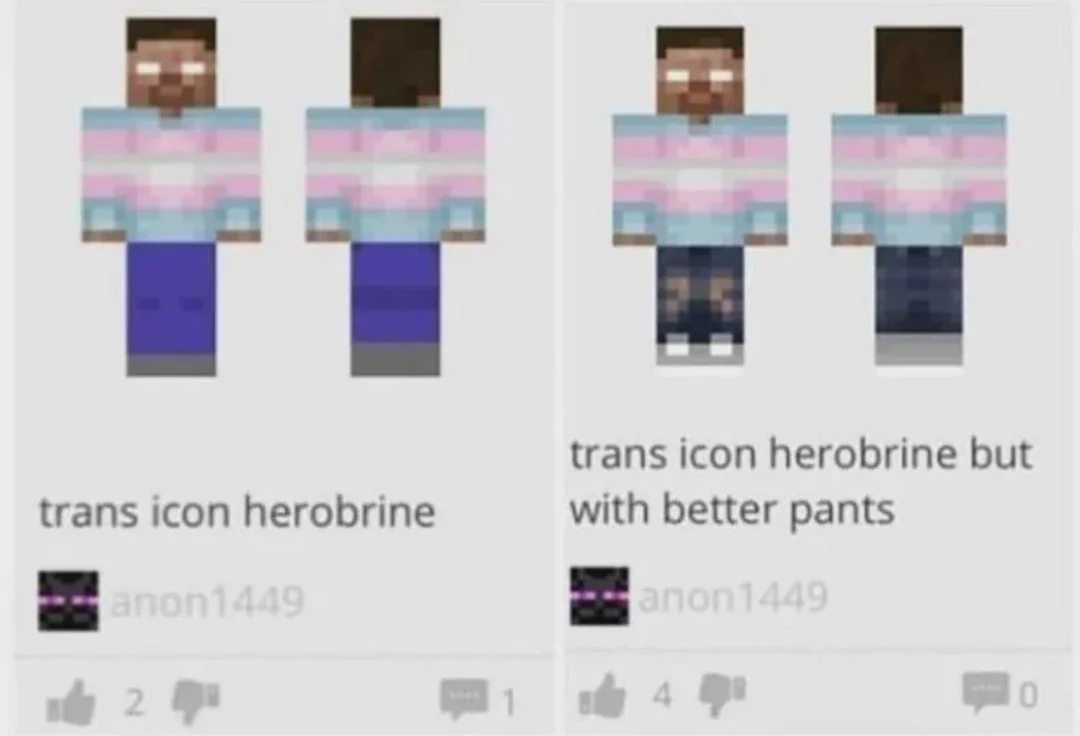 trans icon herobrine
anon1449
2
1
trans icon herobrine but
with better pants
anon1449
4
0